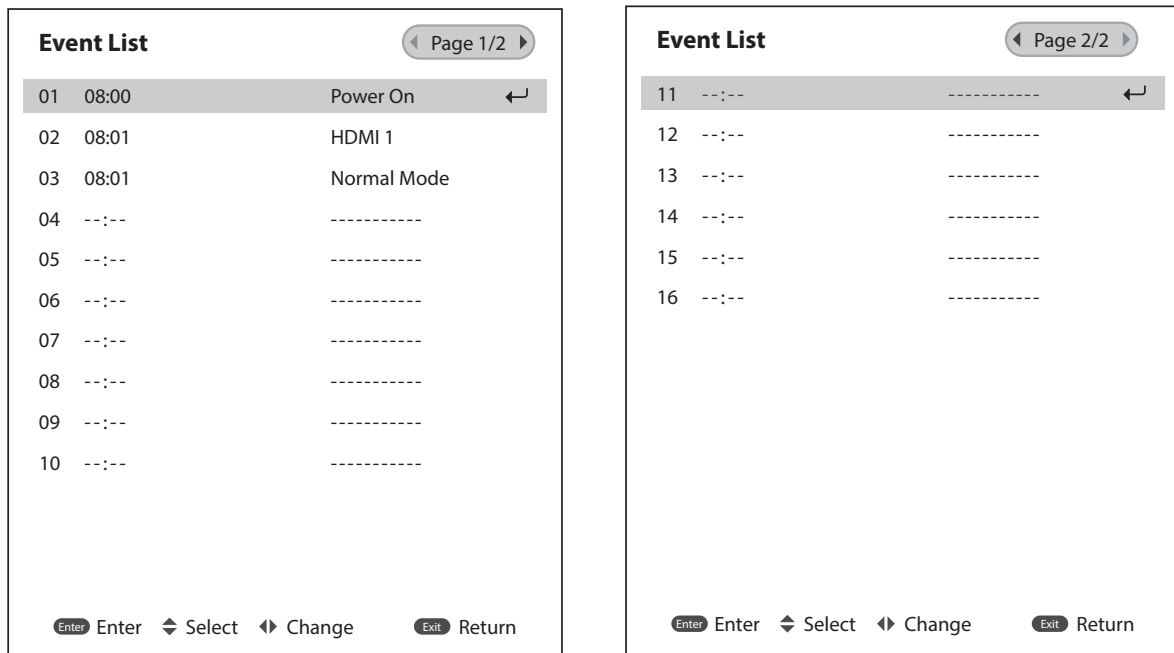 Event List Page 1/2
01 08:00 Power On
02 08:01 HDMI 1
03 08:01 Normal Mode
04 --:-- -----------
05 --:-- -----------
06 --:-- -----------
07 --:-- -----------
08 --:-- -----------
09 --:-- -----------
10 --:-- -----------
Enter Enter Select Change Exit Return
Event List Page 2/2
11 --:-- -----------
12 --:-- -----------
13 --:-- -----------
14 --:-- -----------
15 --:-- -----------
16 --:-- -----------
Enter Enter Select Change Exit Return